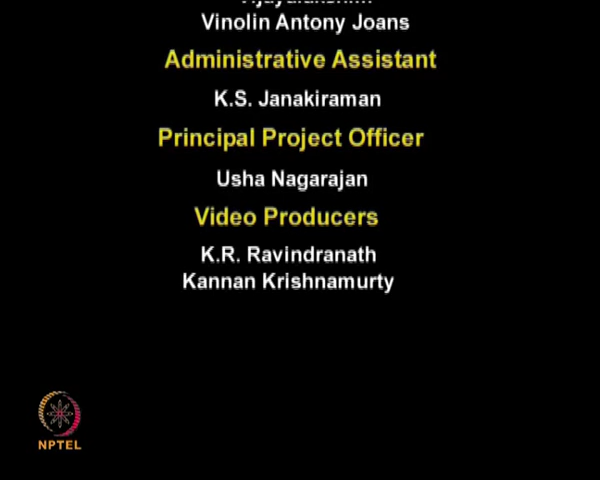 Vinolin Antony Joans
Administrative Assistant
K.S. Janakiraman
Principal Project Officer
Usha Nagarajan
Video Producers
K.R. Ravindranath
Kannan Krishnamurty
NPTEL